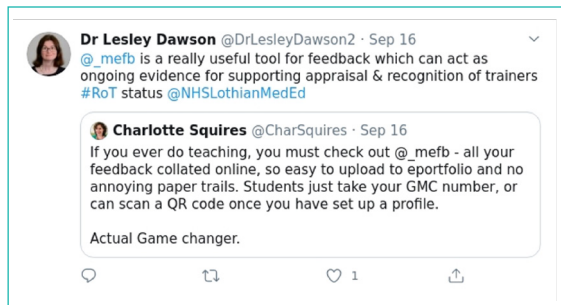 Dr Lesley Dawson @DrLesleyDawson2 · Sep 16
@_mefb is a really useful tool for feedback which can act as
ongoing evidence for supporting appraisal & recognition of trainers
#RoT status @NHSLothianMedEd
Charlotte Squires @CharSquires · Sep 16
If you ever do teaching, you must check out @_mefb - all your
feedback collated online, so easy to upload to eportfolio and no
annoying paper trails. Students just take your GMC number, or
can scan a QR code once you have set up a profile.
Actual Game changer.
1